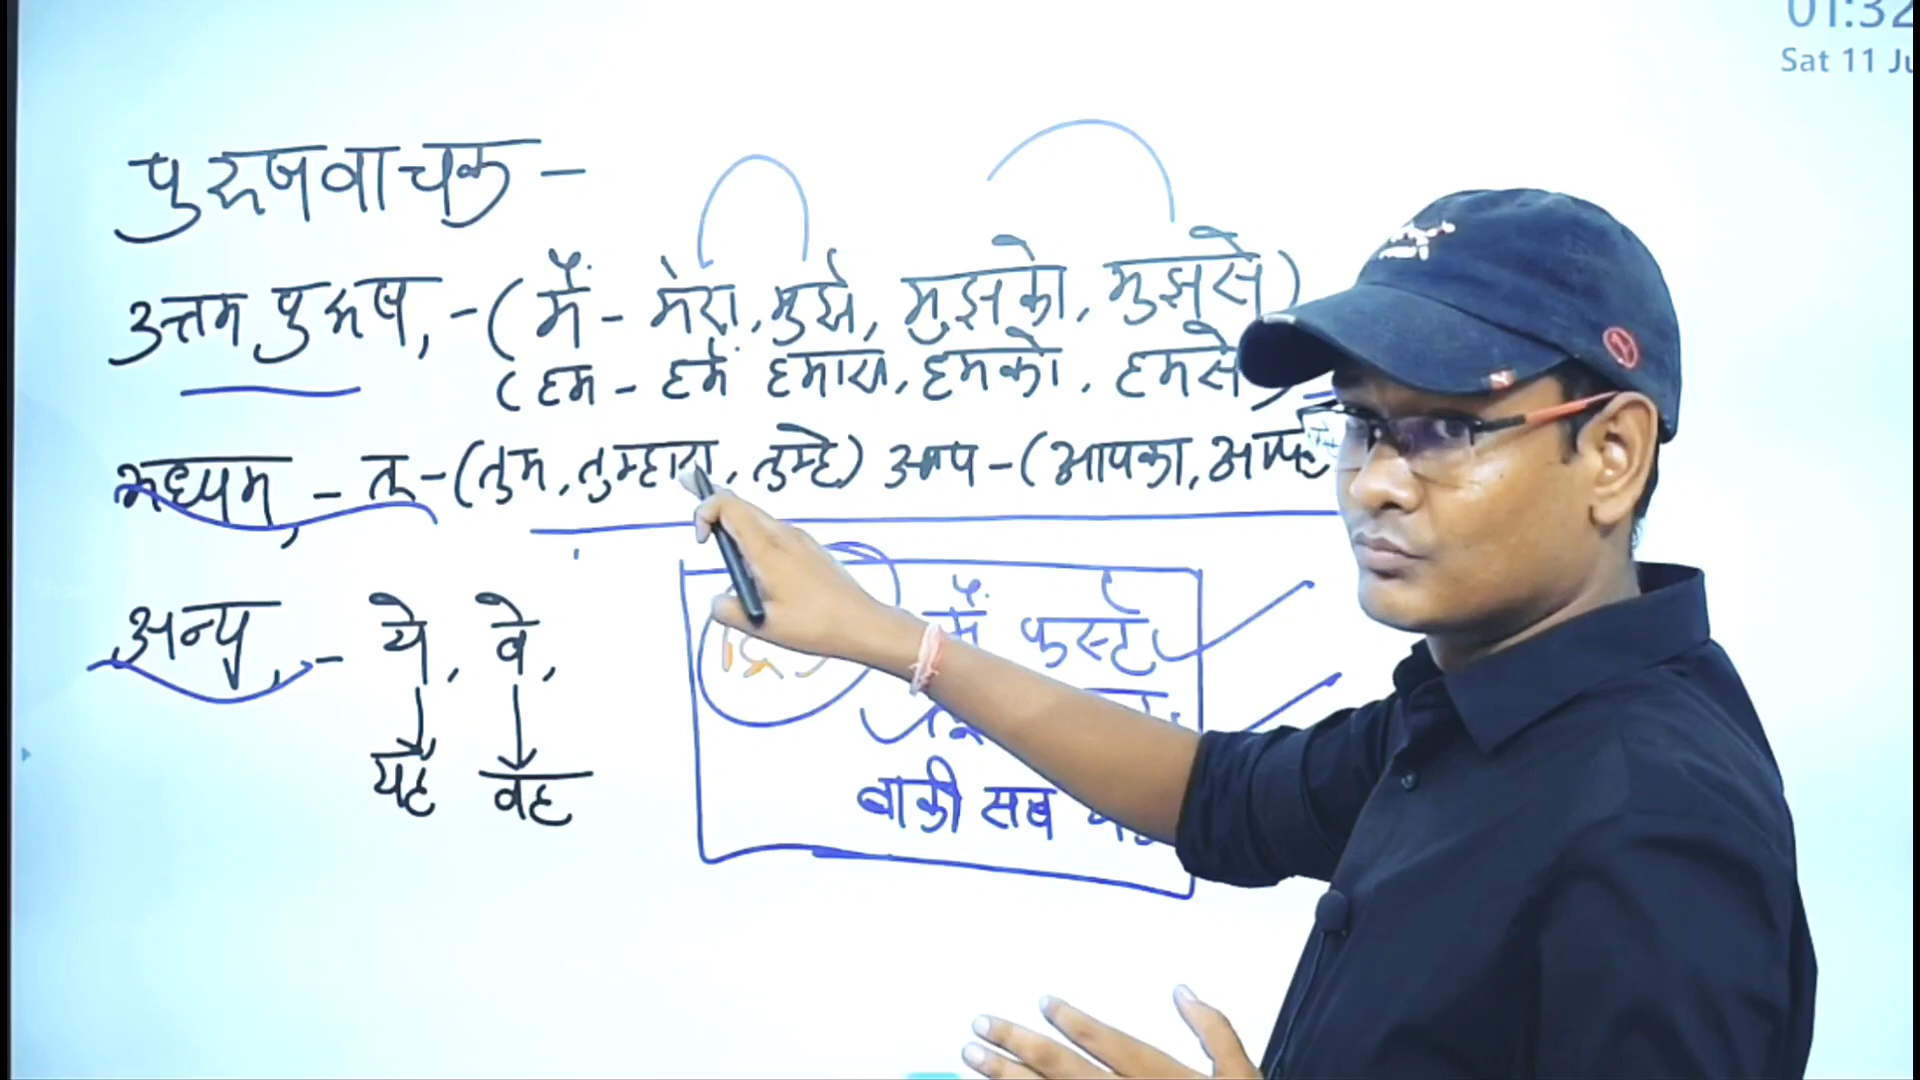 01:32
Sat 11 Ju
पुरूषवाचक -
उत्तम पुरूष, - ( मैं - मेरा, मुझे, मुझको, मुझसे )
( हम - हमें हमारा, हमको, हमसे )
मध्यम, - तू - (तुम, तुम्हारा, तुम्हे) आप - (आपका,
अन्य, - ये, वे,
यह वह
मैं फर्स्ट
बाकी सब